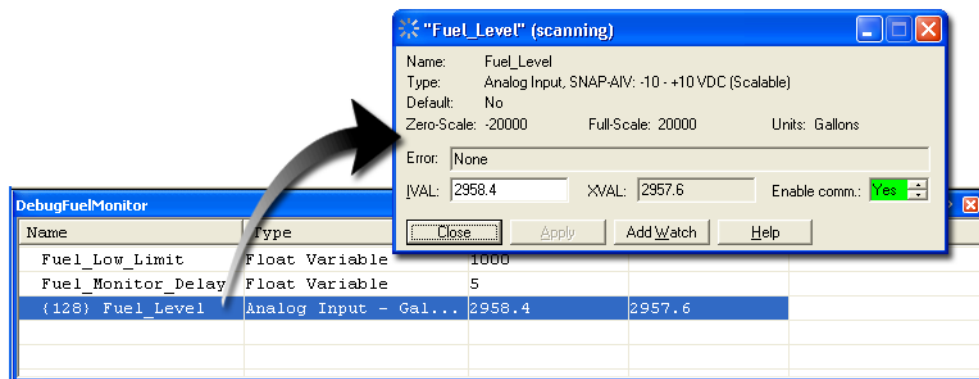 "Fuel_Level" (scanning)
Name: Fuel_Level
Type: Analog Input, SNAP-AIV: -10 - +10 VDC (Scalable)
Default: No
Zero-Scale: -20000 Full-Scale: 20000 Units: Gallons
Error: None
IVAL: 2958.4 XVAL: 2957.6 Enable comm.: Yes
Close Apply Add Watch Help
DebugFuelMonitor
Name Type
Fuel_Low_Limit Float Variable 1000
Fuel_Monitor_Delay Float Variable 5
{128} Fuel_Level Analog Input - Gal... 2958.4 2957.6